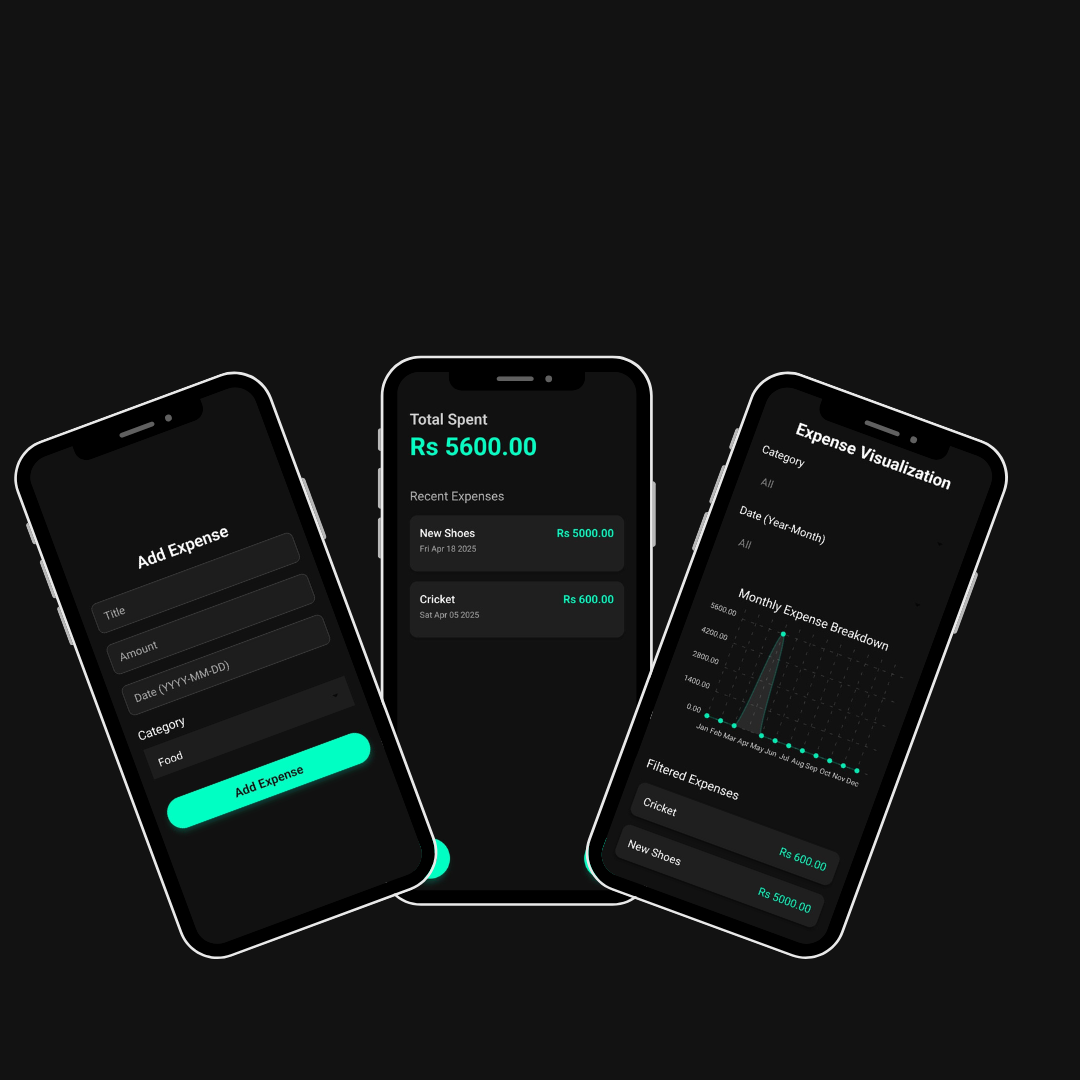 Add Expense
Title
Amount
Date (YYYY-MM-DD)
Category
Food
Add Expense
Total Spent
Rs 5600.00
Recent Expenses
New Shoes
Rs 5000.00
Fri Apr 18 2025
Cricket
Rs 600.00
Sat Apr 05 2025
Expense Visualization
Category
All
Date (Year-Month)
All
Monthly Expense Breakdown
5600.00
4200.00
2800.00
1400.00
0.00
Jan Feb Mar Apr May Jun Jul Aug Sep Oct Nov Dec
Filtered Expenses
Cricket
Rs 600.00
New Shoes
Rs 5000.00